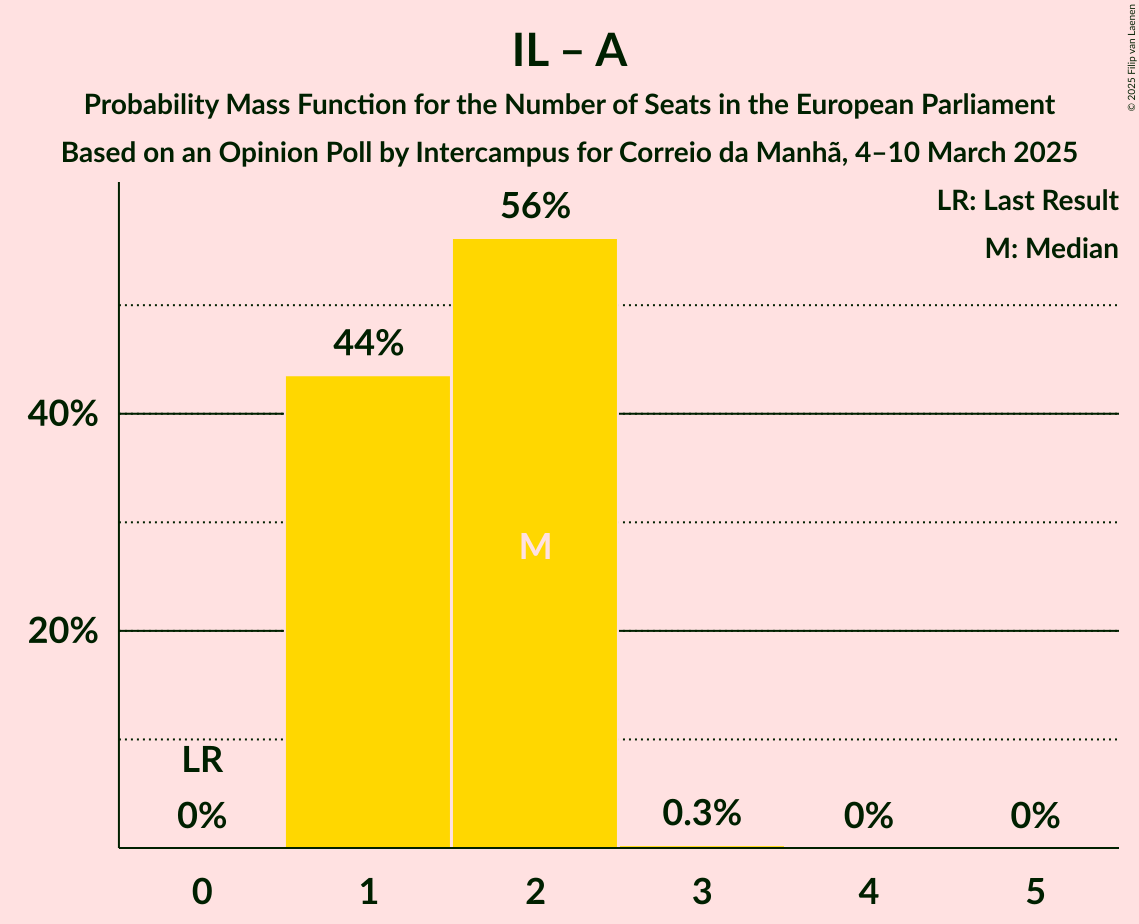 IL – A
Probability Mass Function for the Number of Seats in the European Parliament
Based on an Opinion Poll by Intercampus for Correio da Manhã, 4–10 March 2025
© 2025 Filip van Laenen
LR: Last Result
M: Median
56%
44%
40%
M
20%
LR
0%
0.3%
0%
0%
0
1
2
3
4
5